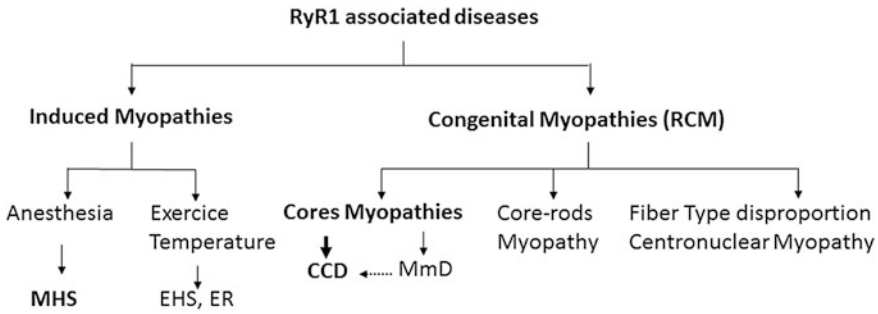 RyR1 associated diseases
Induced Myopathies
Congenital Myopathies (RCM)
Anesthesia
Exercice
Temperature
Cores Myopathies
Core-rods
Myopathy
Fiber Type disproportion
Centronuclear Myopathy
MHS
EHS, ER
CCD
MmD